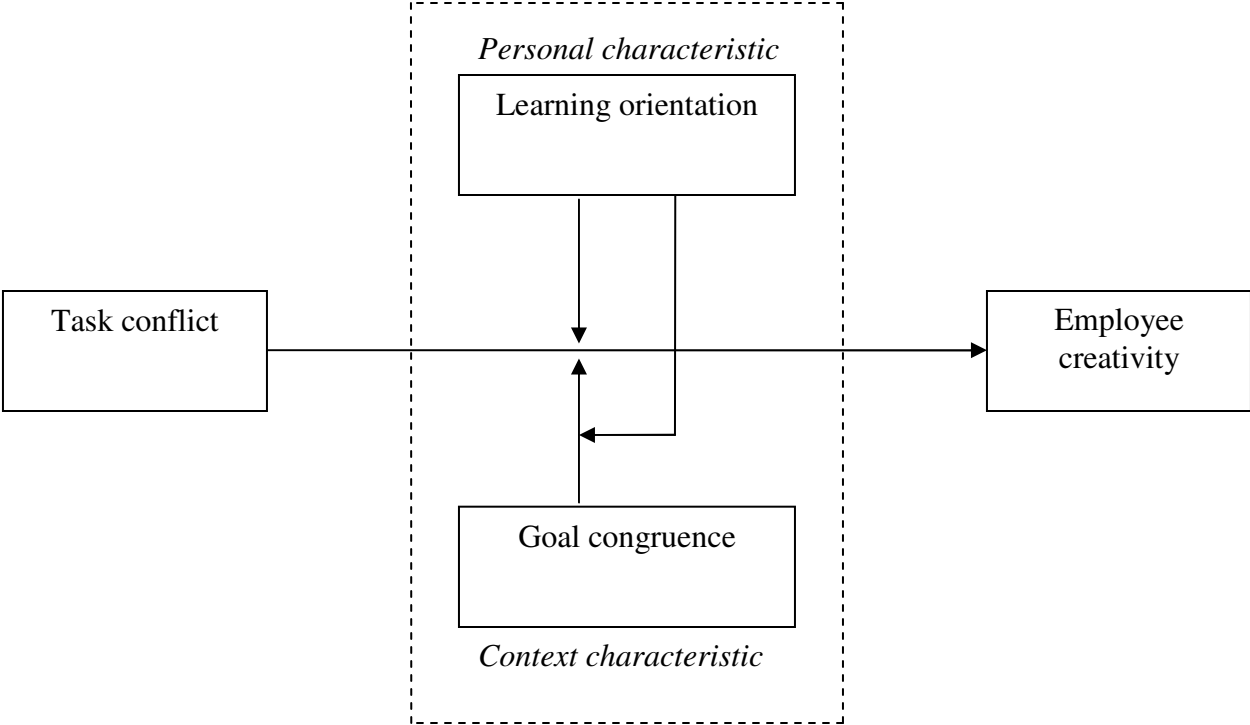 Personal characteristic
Learning orientation
Task conflict
Employee
creativity
Goal congruence
Context characteristic